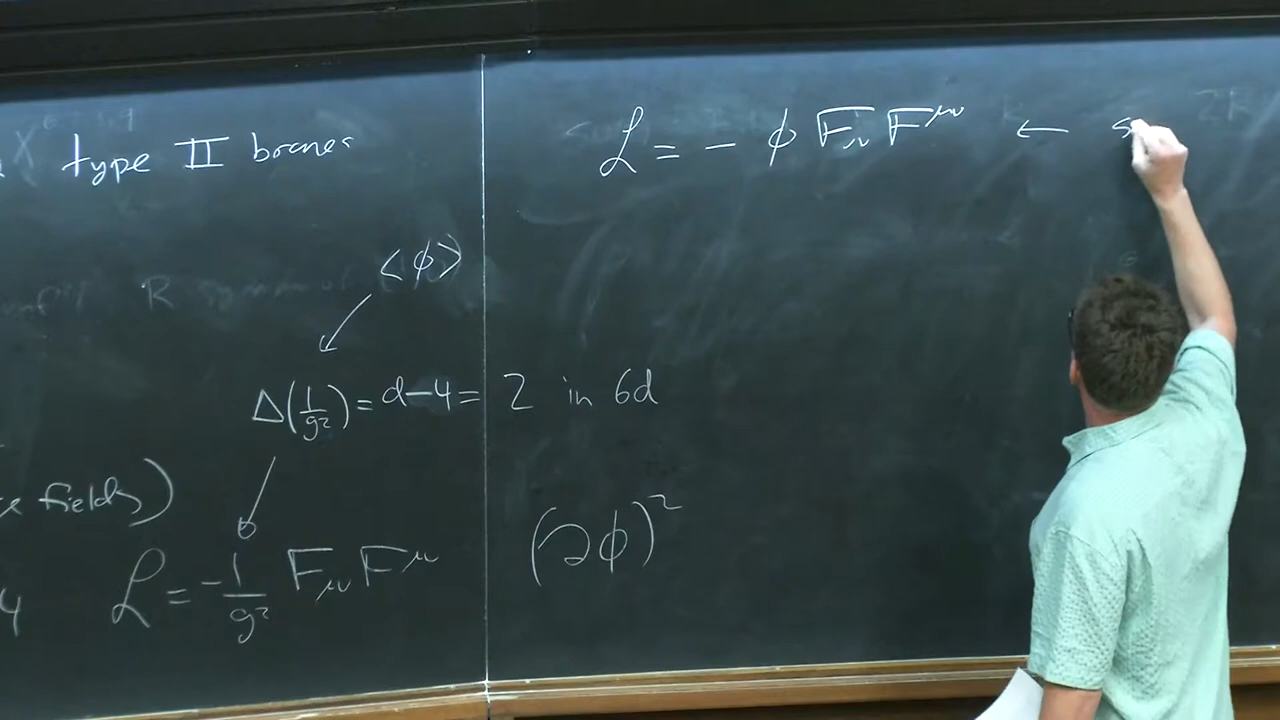 type II branes
⟨ϕ⟩
Δ(1/g²) = d-4 = 2 in 6d
fields)
4
ℒ = -1/g² F_μν F^μν
(∂ϕ)²
ℒ = - ϕ F_μν F^μν ←